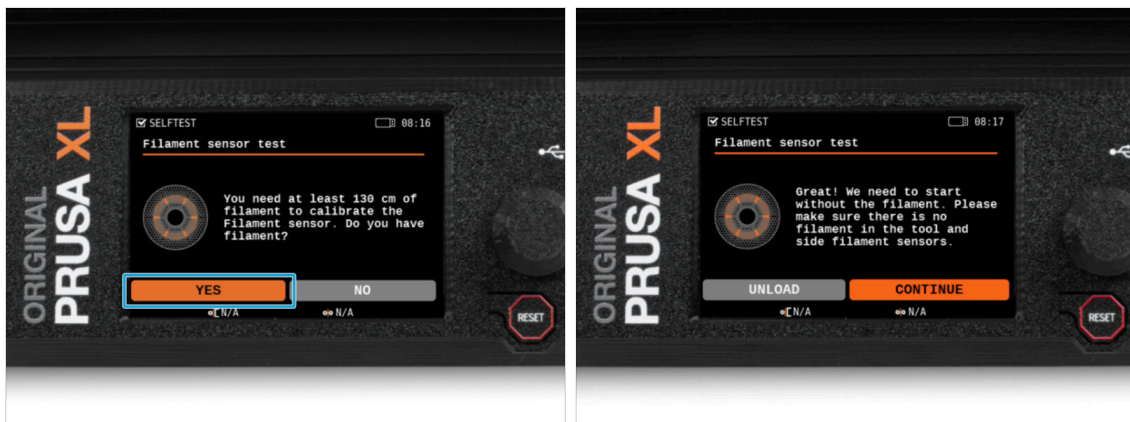 ORIGINAL
PRUSA XL
SELFTEST
08:16
Filament sensor test
You need at least 130 cm of
filament to calibrate the
Filament sensor. Do you have
filament?
YES
NO
N/A
N/A
RESET
ORIGINAL
PRUSA XL
SELFTEST
08:17
Filament sensor test
Great! We need to start
without the filament. Please
make sure there is no
filament in the tool and
side filament sensors.
UNLOAD
CONTINUE
N/A
N/A
RESET